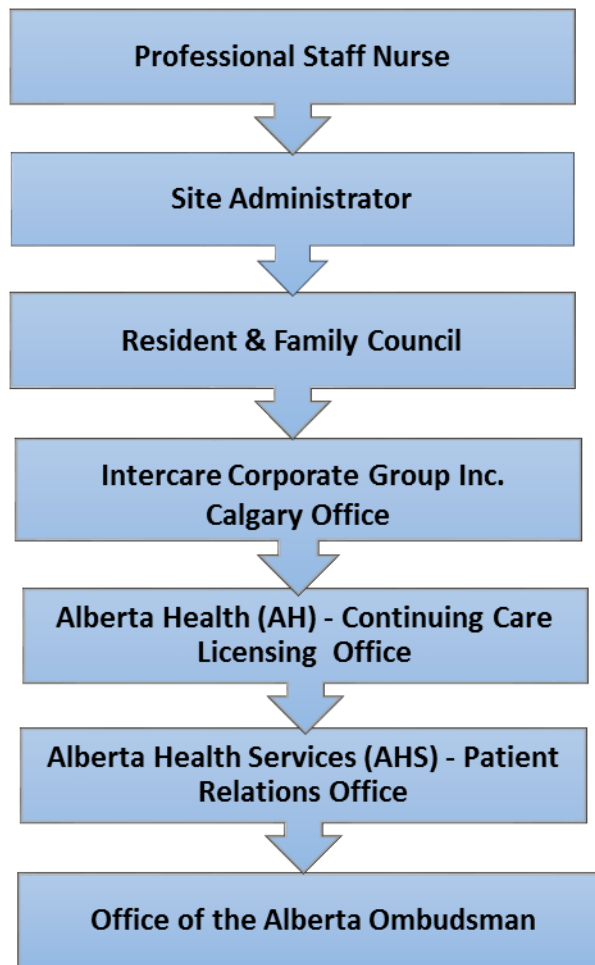 Professional Staff Nurse
Site Administrator
Resident & Family Council
Intercare Corporate Group Inc.
Calgary Office
Alberta Health (AH) - Continuing Care
Licensing Office
Alberta Health Services (AHS) - Patient
Relations Office
Office of the Alberta Ombudsman